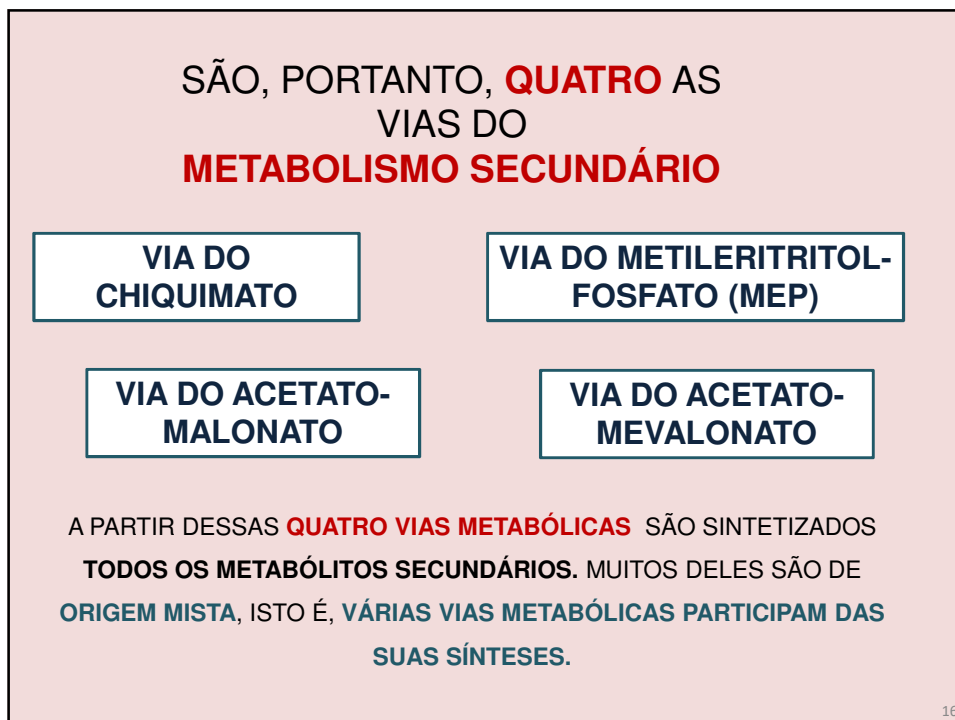 SÃO, PORTANTO, QUATRO AS
VIAS DO
METABOLISMO SECUNDÁRIO
VIA DO
CHIQUIMATO
VIA DO METILERITRITOL-
FOSFATO (MEP)
VIA DO ACETATO-
MALONATO
VIA DO ACETATO-
MEVALONATO
A PARTIR DESSAS QUATRO VIAS METABÓLICAS SÃO SINTETIZADOS
TODOS OS METABÓLITOS SECUNDÁRIOS. MUITOS DELES SÃO DE
ORIGEM MISTA, ISTO É, VÁRIAS VIAS METABÓLICAS PARTICIPAM DAS
SUAS SÍNTESES.
16